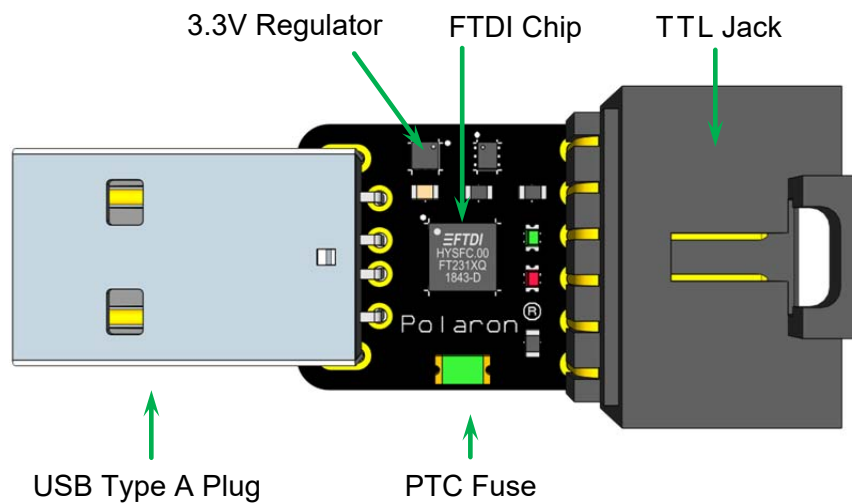 3.3V Regulator
FTDI Chip
TTL Jack
FTDI
HYSFC.00
FT231XQ
1843-D
Polaron ®
USB Type A Plug
PTC Fuse